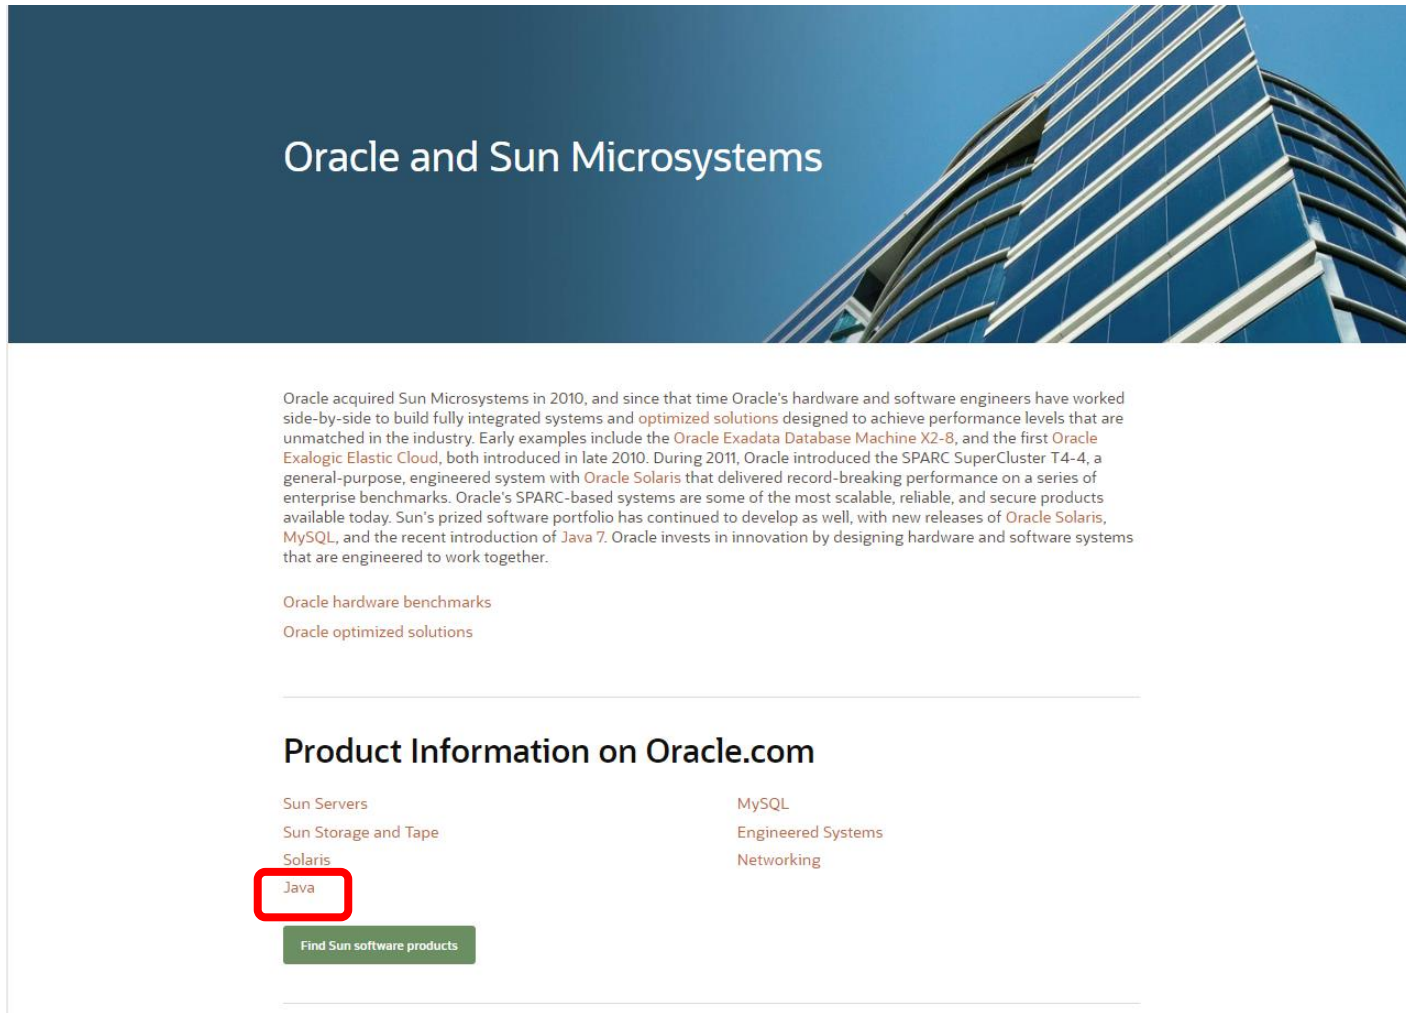 Oracle and Sun Microsystems
Oracle acquired Sun Microsystems in 2010, and since that time Oracle's hardware and software engineers have worked
side-by-side to build fully integrated systems and optimized solutions designed to achieve performance levels that are
unmatched in the industry. Early examples include the Oracle Exadata Database Machine X2-8, and the first Oracle
Exalogic Elastic Cloud, both introduced in late 2010. During 2011, Oracle introduced the SPARC SuperCluster T4-4, a
general-purpose, engineered system with Oracle Solaris that delivered record-breaking performance on a series of
enterprise benchmarks. Oracle's SPARC-based systems are some of the most scalable, reliable, and secure products
available today. Sun's prized software portfolio has continued to develop as well, with new releases of Oracle Solaris,
MySQL, and the recent introduction of Java 7. Oracle invests in innovation by designing hardware and software systems
that are engineered to work together.
Oracle hardware benchmarks
Oracle optimized solutions
Product Information on Oracle.com
Sun Servers
Sun Storage and Tape
Solaris
Java
MySQL
Engineered Systems
Networking
Find Sun software products